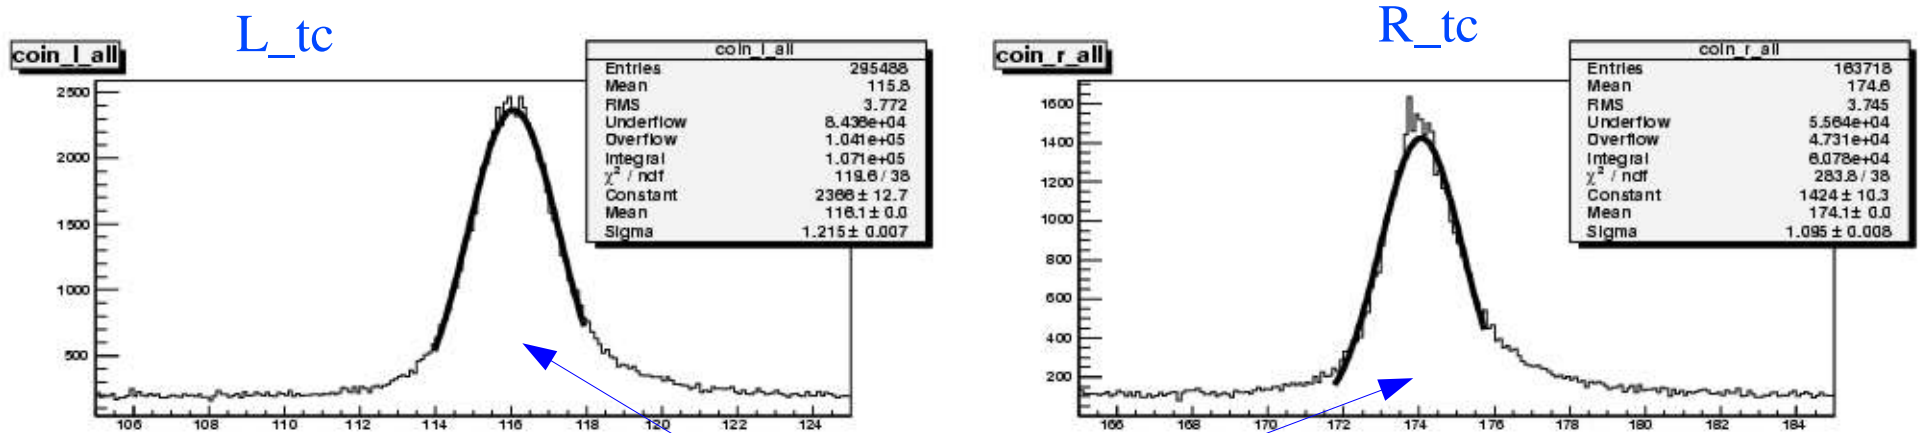 L_tc
coin_l_all
coin_l_all
Entries 295488
Mean 115.8
RMS 3.772
Underflow 8.436e+04
Overflow 1.041e+05
Integral 1.071e+05
χ² / ndf 119.6 / 38
Constant 2366 ± 12.7
Mean 116.1 ± 0.0
Sigma 1.215 ± 0.007
2500
2000
1500
1000
500
106 108 110 112 114 116 118 120 122 124
R_tc
coin_r_all
coin_r_all
Entries 163718
Mean 174.6
RMS 3.745
Underflow 5.564e+04
Overflow 4.731e+04
Integral 6.078e+04
χ² / ndf 283.8 / 38
Constant 1424 ± 10.3
Mean 174.1 ± 0.0
Sigma 1.095 ± 0.008
1600
1400
1200
1000
800
600
400
200
166 168 170 172 174 176 178 180 182 184